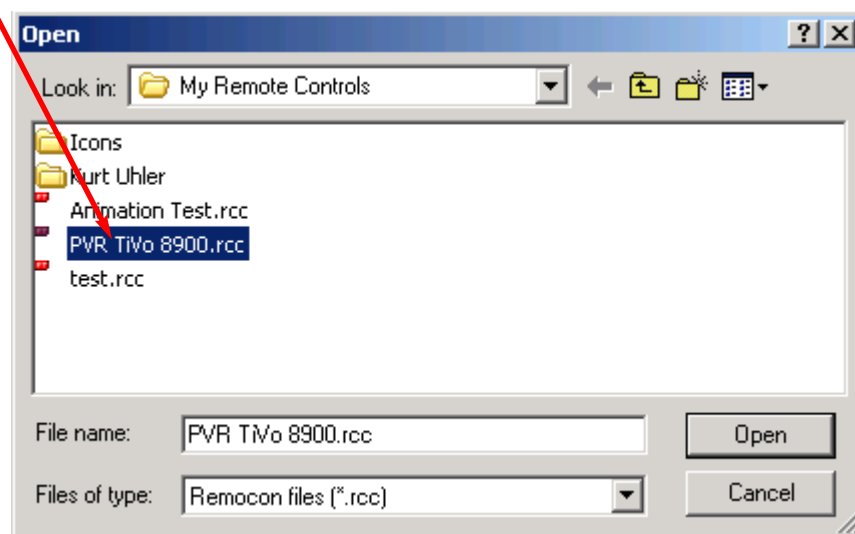 Open
Look in: My Remote Controls
Icons
Kurt Uhler
Animation Test.rcc
PVR TiVo 8900.rcc
test.rcc
File name: PVR TiVo 8900.rcc Open
Files of type: Remocon files (*.rcc) Cancel